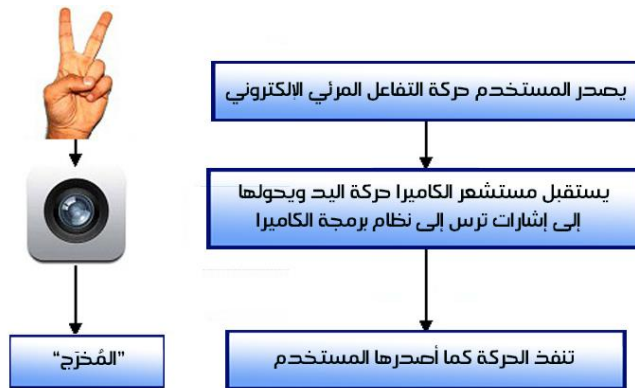 يصدر المستخدم حركة التفاعل المرئي الإلكتروني
يستقبل مستشعر الكاميرا حركة اليد ويحولها
إلى إشارات ترس إلى نظام برمجة الكاميرا
"المُخرَج"
تنفذ الحركة كما أصدرها المستخدم